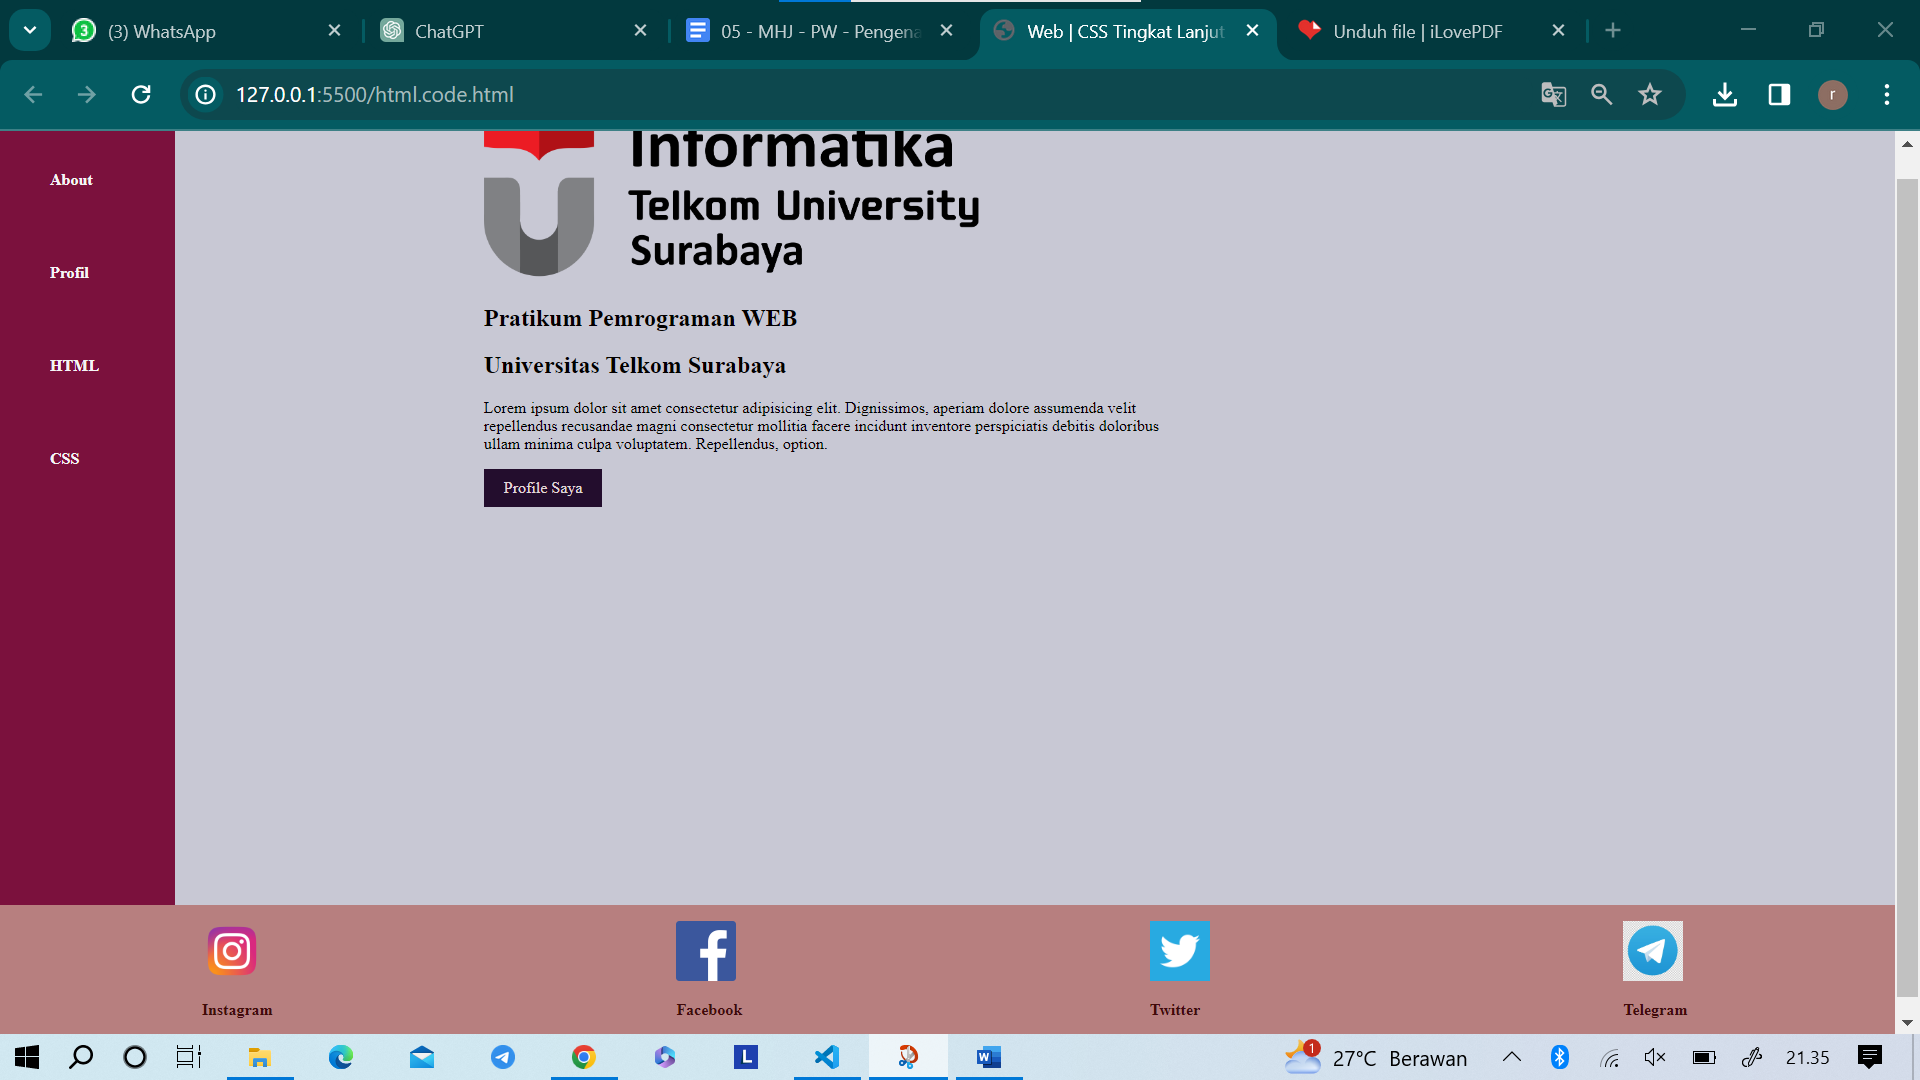 3
(3) WhatsApp
ChatGPT
05 - MHJ - PW - Pengena
Web | CSS Tingkat Lanjut
Unduh file | iLovePDF
127.0.0.1:5500/html.code.html
r
Informatika
Telkom University
Surabaya
About
Profil
HTML
CSS
Pratikum Pemrograman WEB
Universitas Telkom Surabaya
Lorem ipsum dolor sit amet consectetur adipisicing elit. Dignissimos, aperiam dolore assumenda velit
repellendus recusandae magni consectetur mollitia facere incidunt inventore perspiciatis debitis doloribus
ullam minima culpa voluptatem. Repellendus, option.
Profile Saya
Instagram
Facebook
Twitter
Telegram
L
W
1
27°C Berawan
21.35